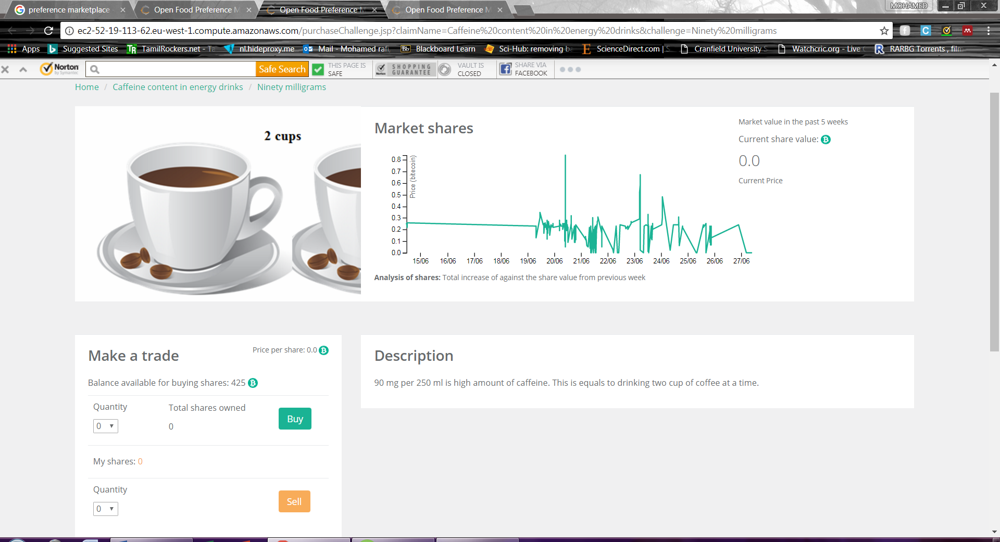 preference marketplace
Open Food Preference M
Open Food Preference M
Open Food Preference M
MOHAMED
ec2-52-19-113-62.eu-west-1.compute.amazonaws.com/purchaseChallenge.jsp?claimName=Caffeine%20content%20in%20energy%20drinks&challenge=Ninety%20milligrams
Apps
Suggested Sites
TamilRockers.net - Ta
nl.hideproxy.me
Mail - Mohamed rafi
Bb Blackboard Learn
Sci-Hub: removing ba
ScienceDirect.com | S
Cranfield University S
Watchcric.org - Live
RARBG Torrents , film
Norton
by Symantec
Safe Search
THIS PAGE IS
SAFE
Norton
SHOPPING
GUARANTEE
VAULT IS
CLOSED
SHARE VIA
FACEBOOK
Home / Caffeine content in energy drinks / Ninety milligrams
2 cups
Market shares
Market value in the past 5 weeks
Current share value:
0.0
Current Price
Price (bitecoin)
0.8
0.7
0.6
0.5
0.4
0.3
0.2
0.1
0.0
15/06 16/06 17/06 18/06 19/06 20/06 21/06 22/06 23/06 24/06 25/06 26/06 27/06
Analysis of shares: Total increase of against the share value from previous week
Make a trade
Price per share: 0.0
Balance available for buying shares: 425
Quantity
Total shares owned
0
0
Buy
My shares: 0
Quantity
0
Sell
Description
90 mg per 250 ml is high amount of caffeine. This is equals to drinking two cup of coffee at a time.